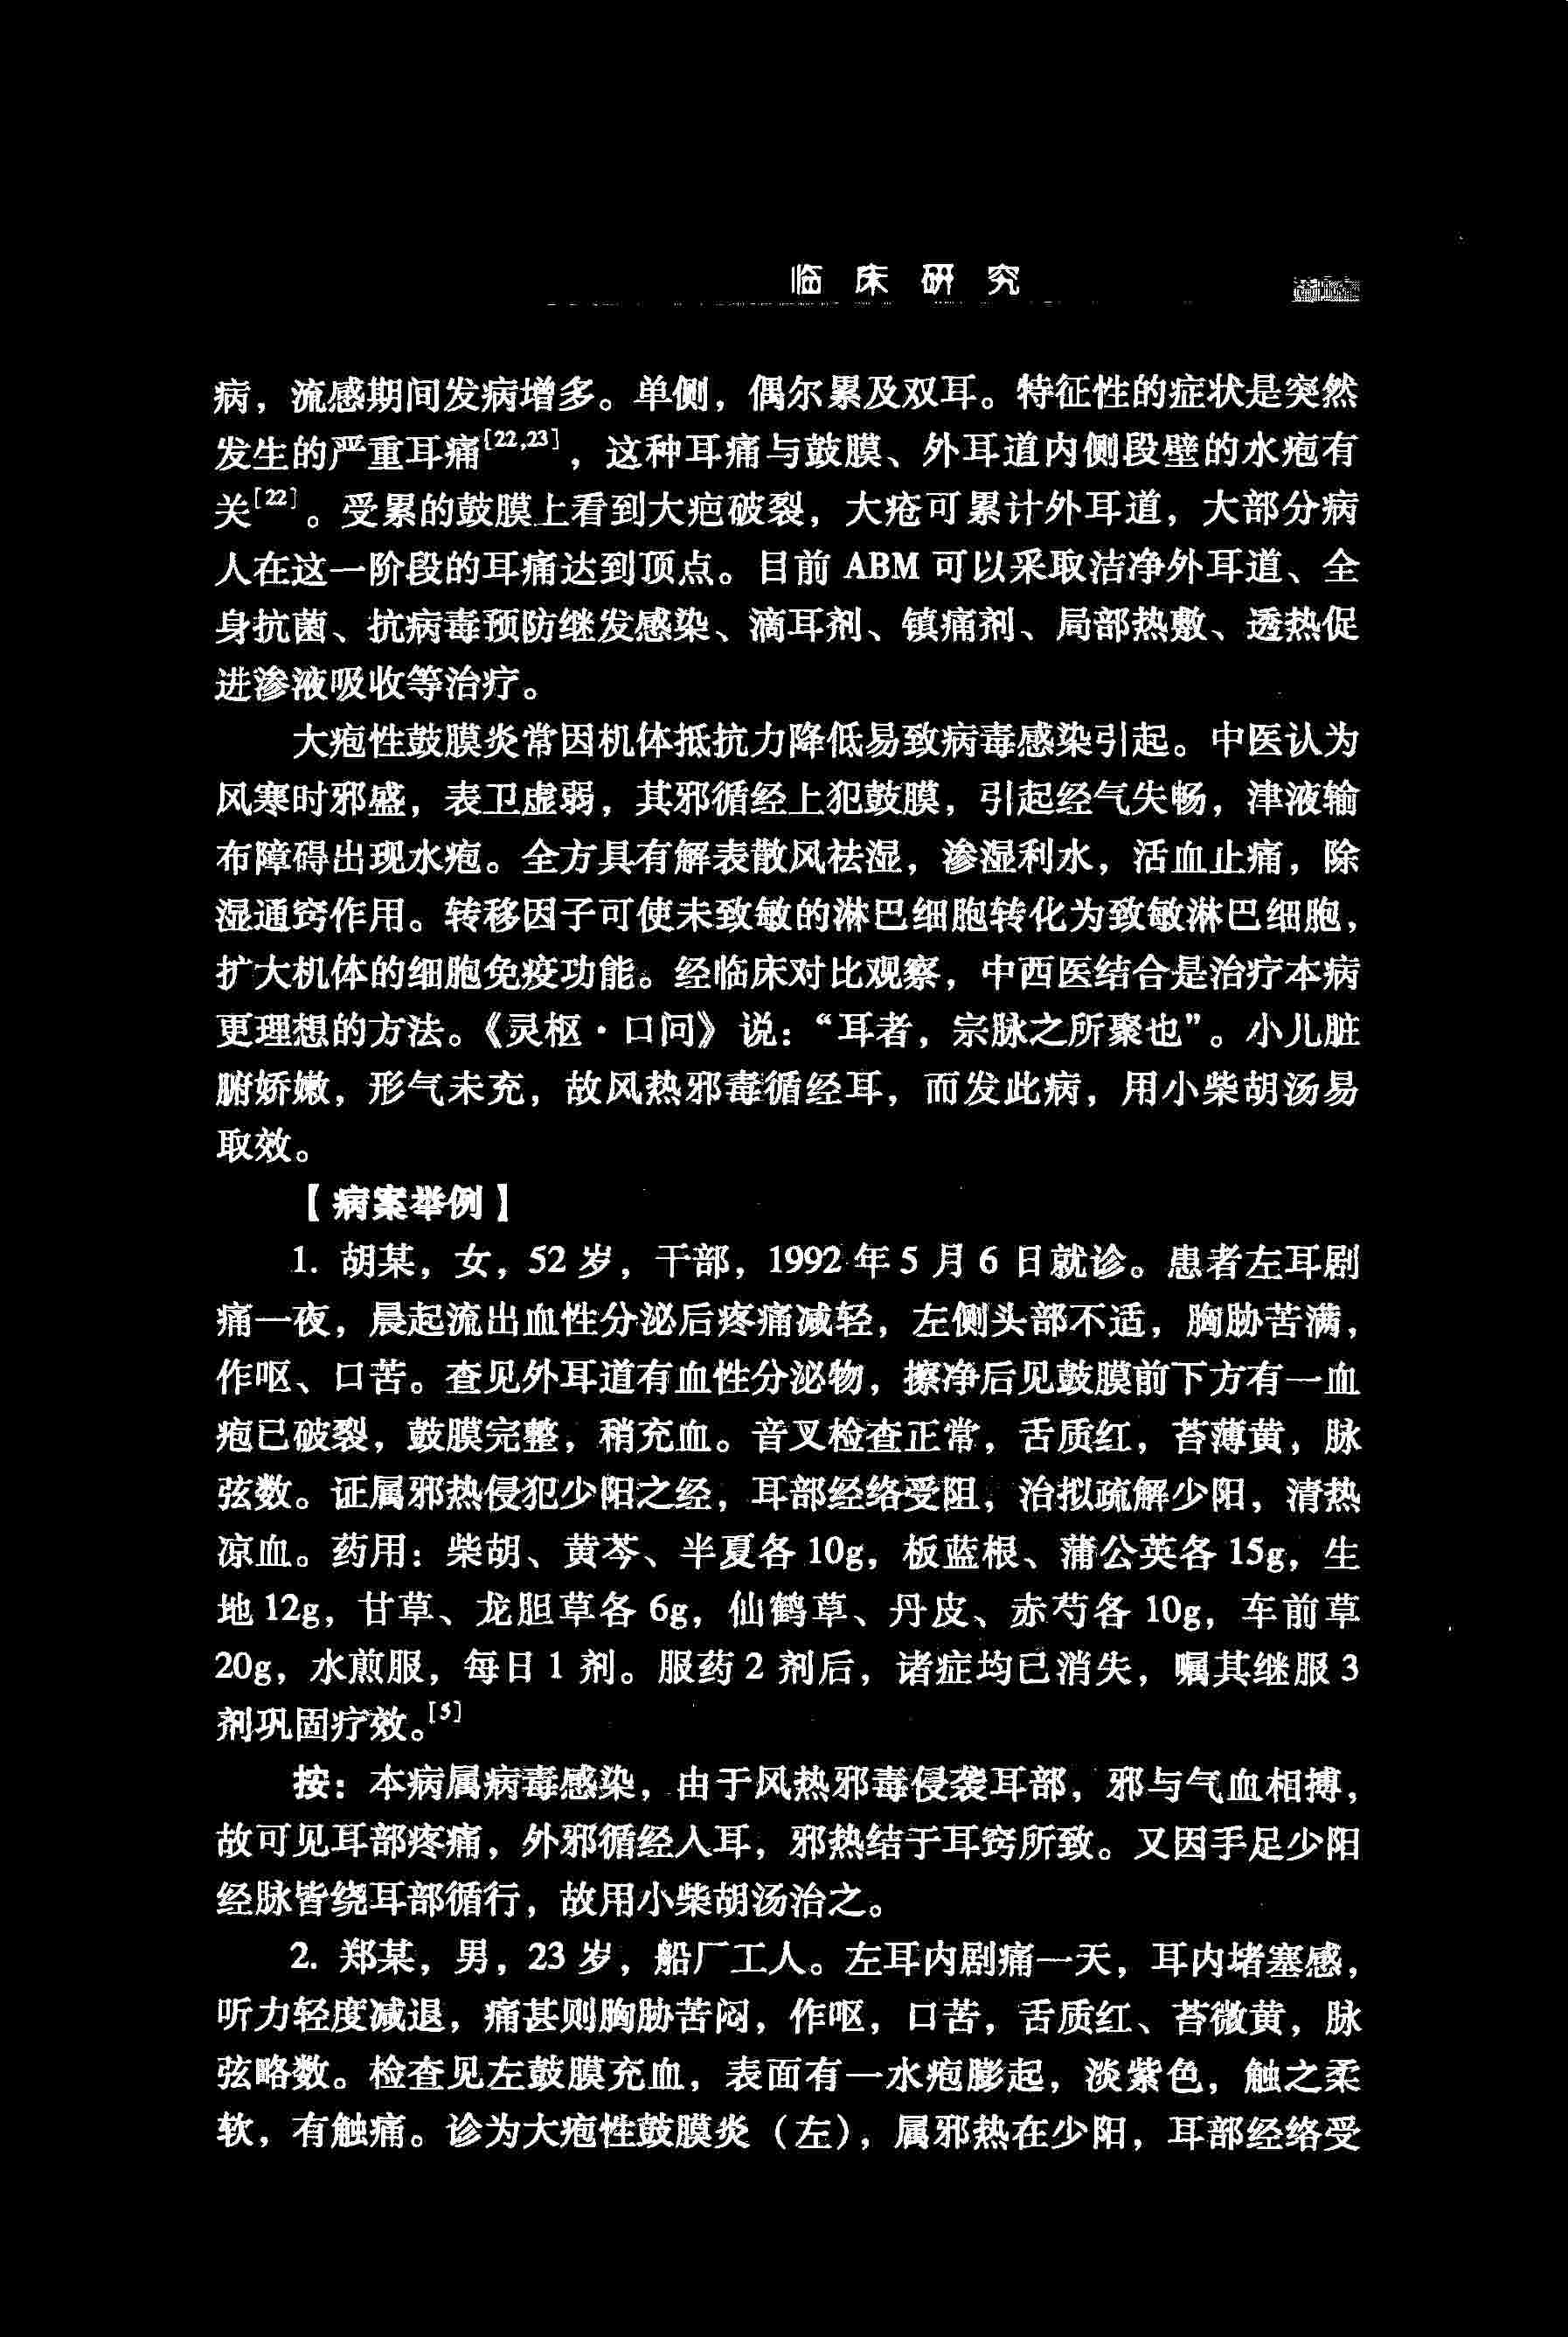 临床研究
病，流感期间发病增多。单侧，偶尔累及双耳。特征性的症状是突然
发生的严重耳痛[22,23]，这种耳痛与鼓膜、外耳道内侧段壁的水疱有
关[22]。受累的鼓膜上看到大疤破裂，大疮可累计外耳道，大部分病
人在这一阶段的耳痛达到顶点。目前 ABM 可以采取洁净外耳道、全
身抗菌、抗病毒预防继发感染、滴耳剂、镇痛剂、局部热敷、透热促
进渗液吸收等治疗。
大疱性鼓膜炎常因机体抵抗力降低易致病毒感染引起。中医认为
风寒时邪盛，表卫虚弱，其邪循经上犯鼓膜，引起经气失畅，津液输
布障碍出现水疱。全方具有解表散风祛湿，渗湿利水，活血止痛，除
湿通窍作用。转移因子可使未致敏的淋巴细胞转化为致敏淋巴细胞，
扩大机体的细胞免疫功能。经临床对比观察，中西医结合是治疗本病
更理想的方法。《灵枢·口问》说：“耳者，宗脉之所聚也”。小儿脏
腑娇嫩，形气未充，故风热邪毒循经耳，而发此病，用小柴胡汤易
取效。
【病案举例】
1. 胡某，女，52 岁，干部，1992 年 5 月 6 日就诊。患者左耳剧
痛一夜，晨起流出血性分泌后疼痛减轻，左侧头部不适，胸胁苦满，
作呕、口苦。查见外耳道有血性分泌物，擦净后见鼓膜前下方有一血
疱已破裂，鼓膜完整，稍充血。音叉检查正常，舌质红，苔薄黄，脉
弦数。证属邪热侵犯少阳之经，耳部经络受阻，治拟疏解少阳，清热
凉血。药用：柴胡、黄芩、半夏各 10g，板蓝根、蒲公英各 15g，生
地 12g，甘草、龙胆草各 6g，仙鹤草、丹皮、赤芍各 10g，车前草
20g，水煎服，每日 1 剂。服药 2 剂后，诸症均已消失，嘱其继服 3
剂巩固疗效。[5]
按：本病属病毒感染，由于风热邪毒侵袭耳部，邪与气血相搏，
故可见耳部疼痛，外邪循经入耳，邪热结于耳窍所致。又因手足少阳
经脉皆绕耳部循行，故用小柴胡汤治之。
2. 郑某，男，23 岁，船厂工人。左耳内剧痛一天，耳内堵塞感，
听力轻度减退，痛甚则胸胁苦闷，作呕，口苦，舌质红、苔微黄，脉
弦略数。检查见左鼓膜充血，表面有一水疱膨起，淡紫色，触之柔
软，有触痛。诊为大疱性鼓膜炎（左），属邪热在少阳，耳部经络受